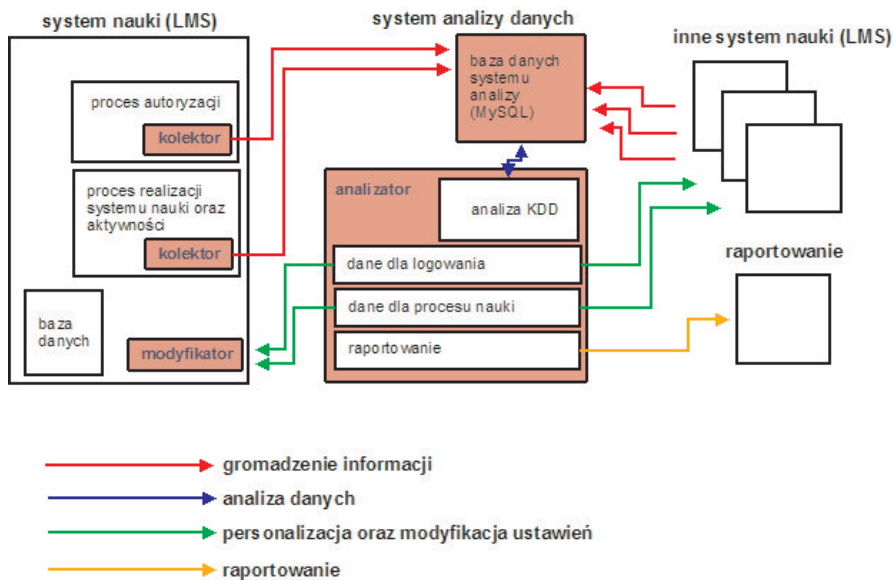 system nauki (LMS)
proces autoryzacji
kolektor
proces realizacji
systemu nauki oraz
aktywności
kolektor
baza
danych
modyfikator
system analizy danych
baza danych
systemu
analizy
(MySQL)
analizator
analiza KDD
dane dla logowania
dane dla procesu nauki
raportowanie
inne system nauki (LMS)
raportowanie
gromadzenie informacji
analiza danych
personalizacja oraz modyfikacja ustawień
raportowanie